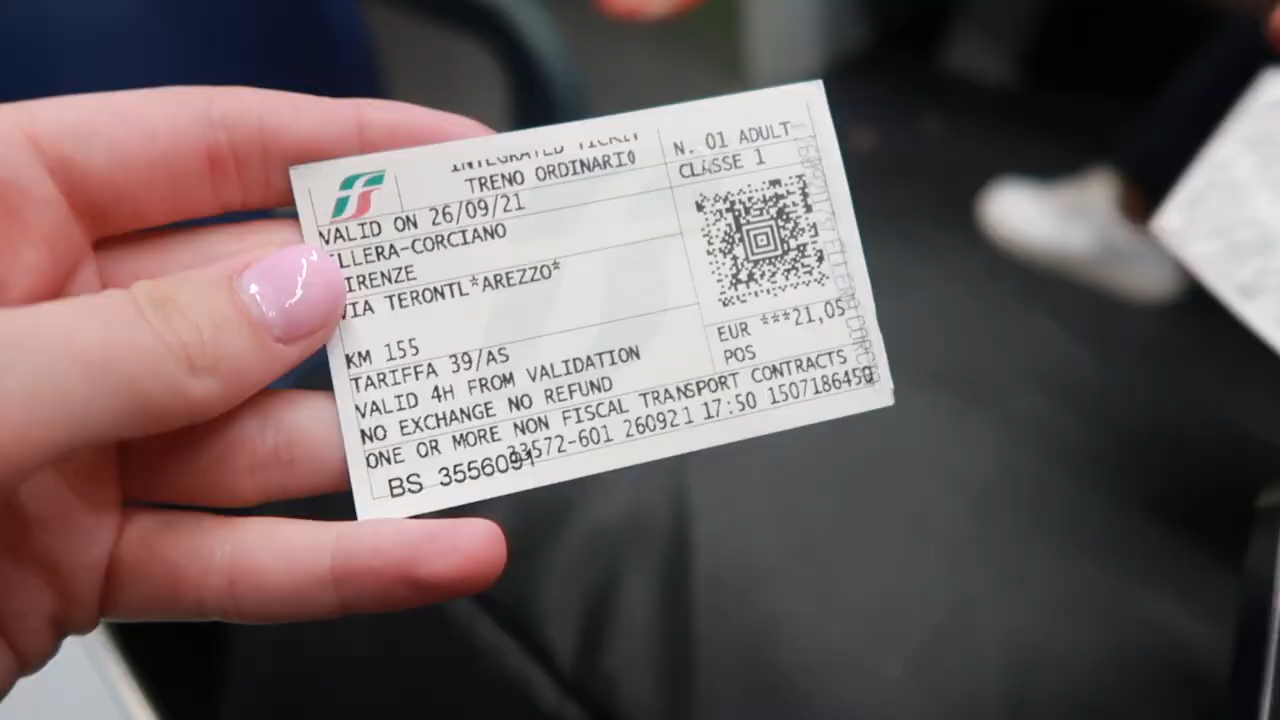 INTEGRATED TICKET
TRENO ORDINARIO
N. 01 ADULT
CLASSE 1
VALID ON 26/09/21
LLERA-CORCIANO
IRENZE
VIA TERONTL*AREZZO*
KM 155
TARIFFA 39/AS
VALID 4H FROM VALIDATION
NO EXCHANGE NO REFUND
EUR ***21,05
POS
ONE OR MORE NON FISCAL TRANSPORT CONTRACTS
BS 3556091
33572-601 260921 17:50 1507186450